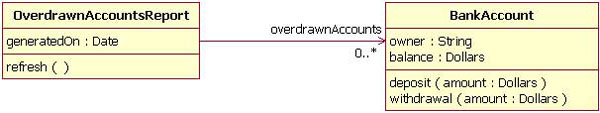 OverdrawnAccountsReport
generatedOn : Date
refresh ( )
overdrawnAccounts
0..*
BankAccount
owner : String
balance : Dollars
deposit ( amount : Dollars )
withdrawal ( amount : Dollars )